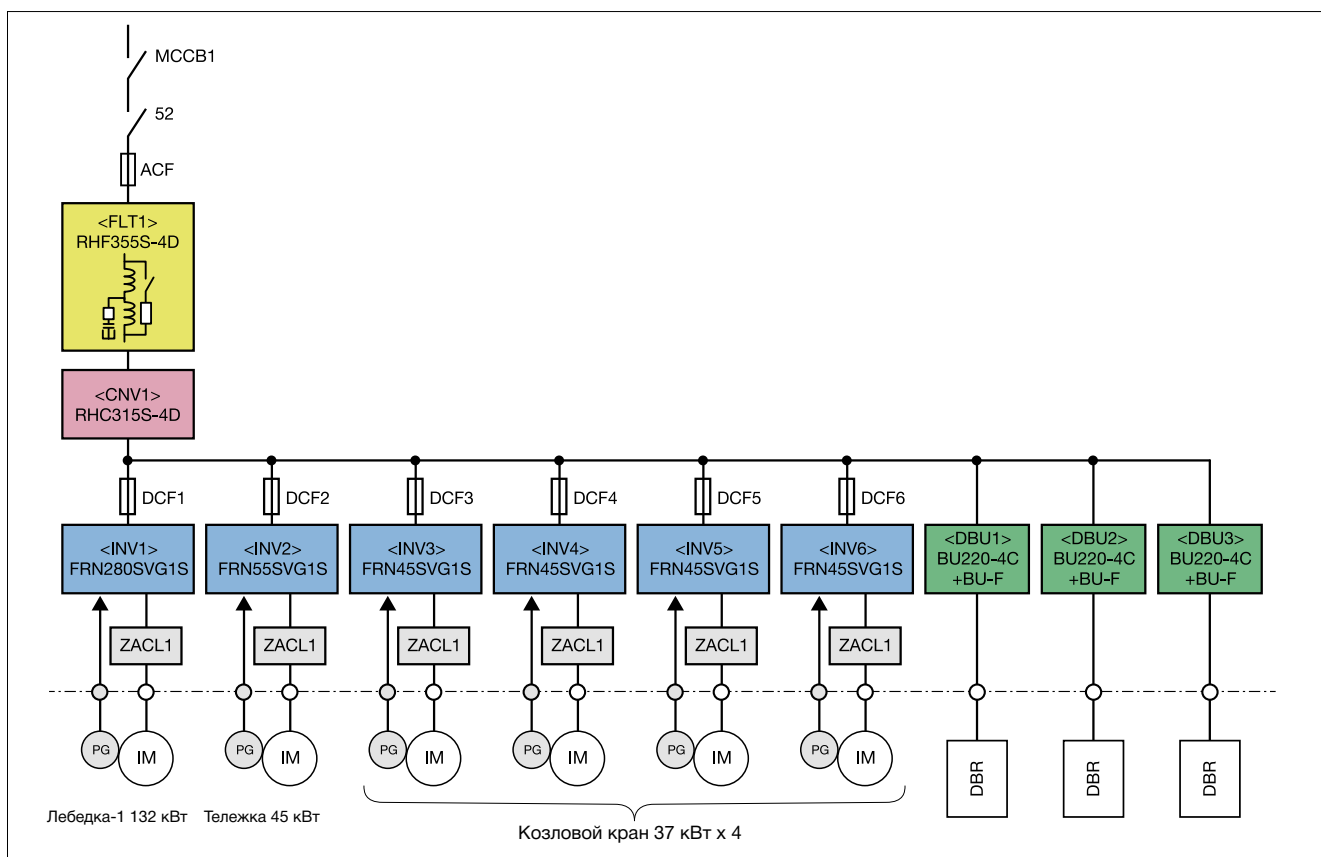 MCCB1
52
ACF
<FLT1>
RHF355S-4D
<CNV1>
RHC315S-4D
DCF1
DCF2
DCF3
DCF4
DCF5
DCF6
<INV1>
FRN280SVG1S
<INV2>
FRN55SVG1S
<INV3>
FRN45SVG1S
<INV4>
FRN45SVG1S
<INV5>
FRN45SVG1S
<INV6>
FRN45SVG1S
<DBU1>
BU220-4C
+BU-F
<DBU2>
BU220-4C
+BU-F
<DBU3>
BU220-4C
+BU-F
ZACL1
ZACL1
ZACL1
ZACL1
ZACL1
ZACL1
PG
IM
PG
IM
PG
IM
PG
IM
PG
IM
PG
IM
DBR
DBR
DBR
Лебедка-1 132 кВт
Тележка 45 кВт
Козловой кран 37 кВт x 4